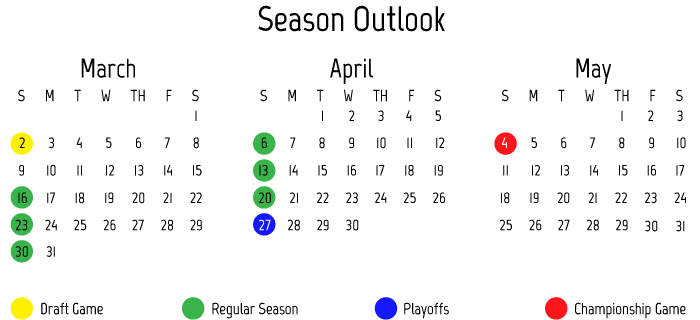 Season Outlook
March April May
S M T W TH F S S M T W TH F S S M T W TH F S
1 1 2 3 4 5 1 2 3
2 3 4 5 6 7 8 6 7 8 9 10 11 12 4 5 6 7 8 9 10
9 10 11 12 13 14 15 13 14 15 16 17 18 19 11 12 13 14 15 16 17
16 17 18 19 20 21 22 20 21 22 23 24 25 26 18 19 20 21 22 23 24
23 24 25 26 27 28 29 27 28 29 30 25 26 27 28 29 30 31
30 31
Draft Game Regular Season Playoffs Championship Game